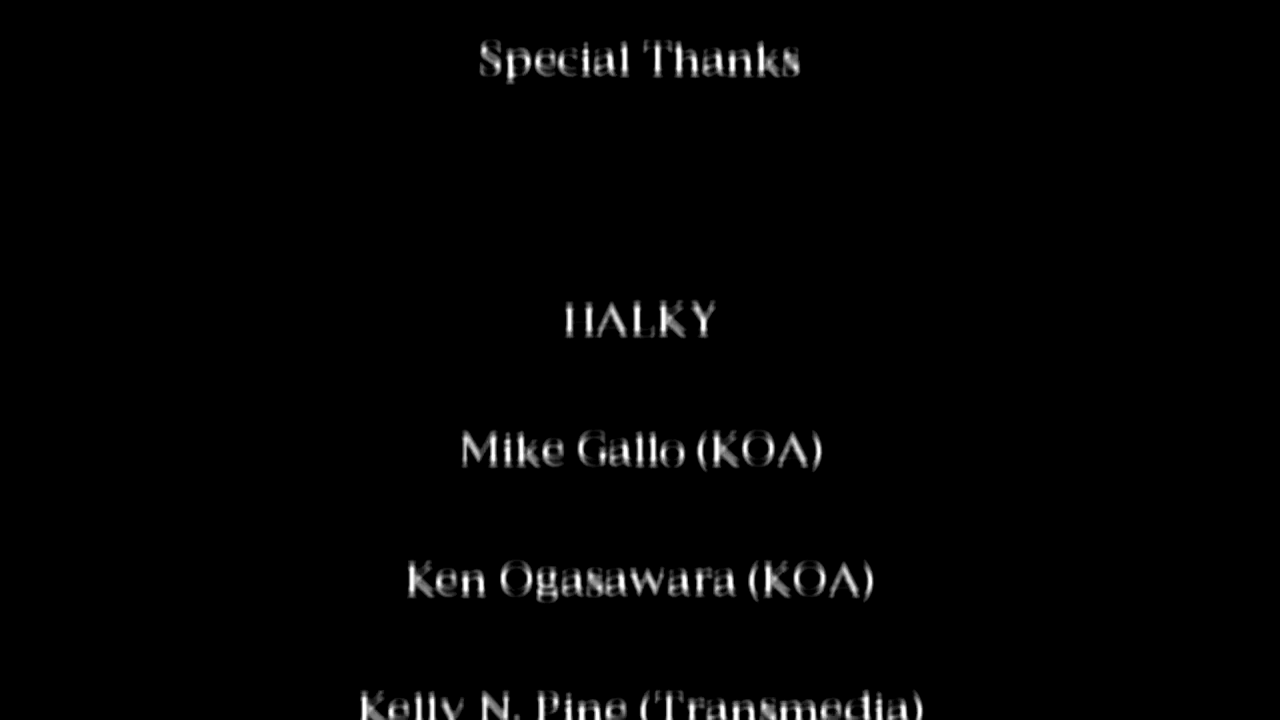 Special Thanks
HALKY
Mike Gallo (KOA)
Ken Ogasawara (KOA)
Kelly N. Pine (Transmedia)